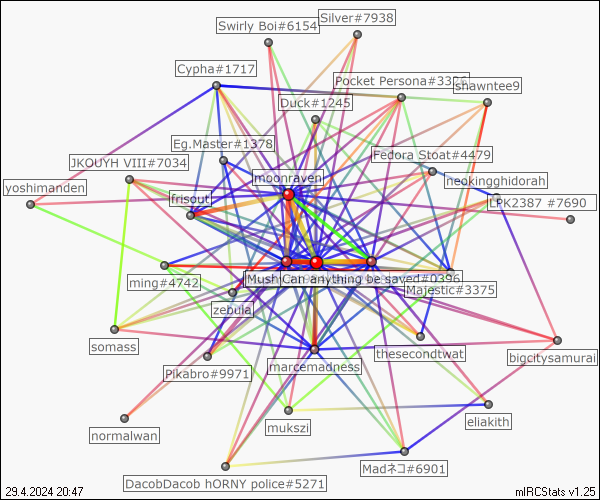 Swirly Boi#6154
Silver#7938
Cypha#1717
Pocket Persona#3326
shawntee9
Duck#1245
Eg.Master#1378
Fedora Stoat#4479
JKOUYH VIII#7034
moonraven
neokingghidorah
yoshimanden
frisout
LPK2387 #7690
ming#4742
Mush
Can anything be saved#0396
Majestic#3375
zebula
somass
thesecondtwat
bigcitysamurai
Pikabro#9971
marcemadness
normalwan
mukszi
eliakith
Madネコ#6901
DacobDacob hORNY police#5271
29.4.2024 20:47
mIRCStats v1.25